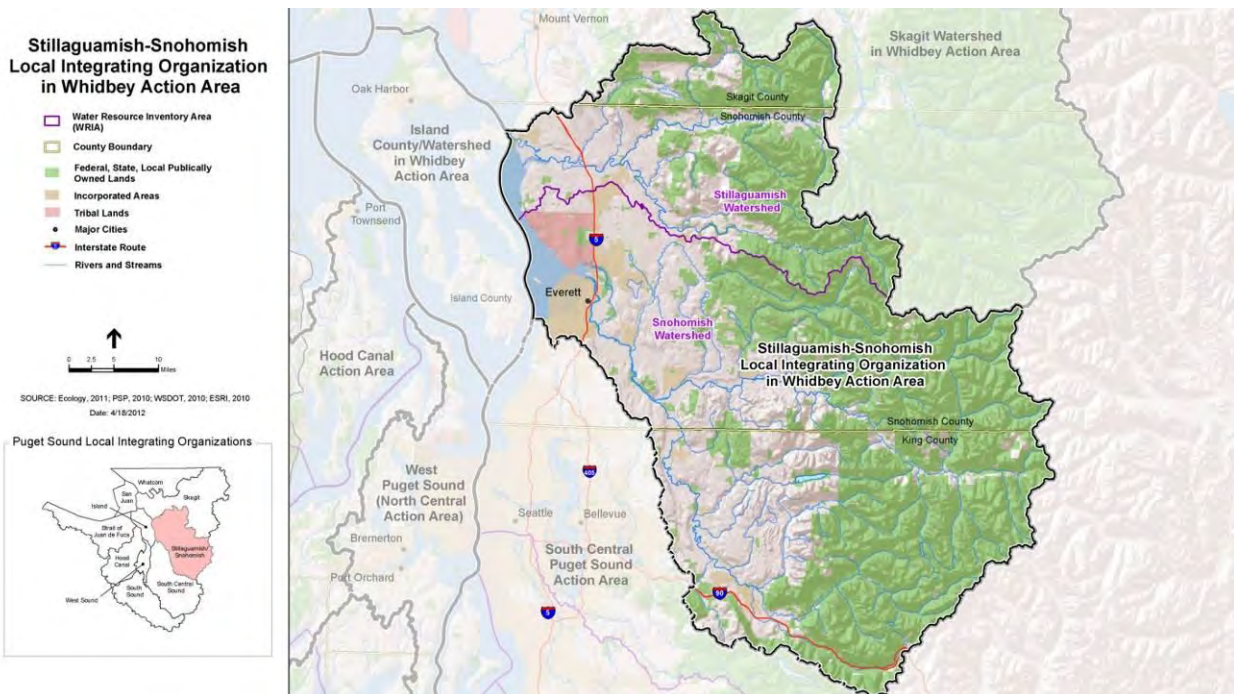 Stillaguamish-Snohomish
Local Integrating Organization
in Whidbey Action Area
Water Resource Inventory Area
(WRIA)
County Boundary
Federal, State, Local Publically
Owned Lands
Incorporated Areas
Tribal Lands
Major Cities
Interstate Route
Rivers and Streams
0 2.5 5 10
Miles
SOURCE: Ecology, 2011; PSP, 2010; WSDOT, 2010; ESRI, 2010
Date: 4/18/2012
Puget Sound Local Integrating Organizations
Whatcom
San
Juan
Skagit
Island
Strait of
Juan de Fuca
Stillaguamish/
Snohomish
Hood
Canal
South Central
Sound
West Sound
South
Sound
Mount Vernon
Skagit Watershed
in Whidbey Action Area
Oak Harbor
Skagit County
Snohomish County
Island
County/Watershed
in Whidbey
Action Area
Port
Townsend
Stillaguamish
Watershed
5
Everett
Island County
Snohomish
Watershed
Hood Canal
Action Area
Stillaguamish-Snohomish
Local Integrating Organization
in Whidbey Action Area
Snohomish County
King County
West
Puget Sound
(North Central
Action Area)
405
Seattle
Bellevue
Bremerton
South Central
Puget Sound
Action Area
Port Orchard
90
5